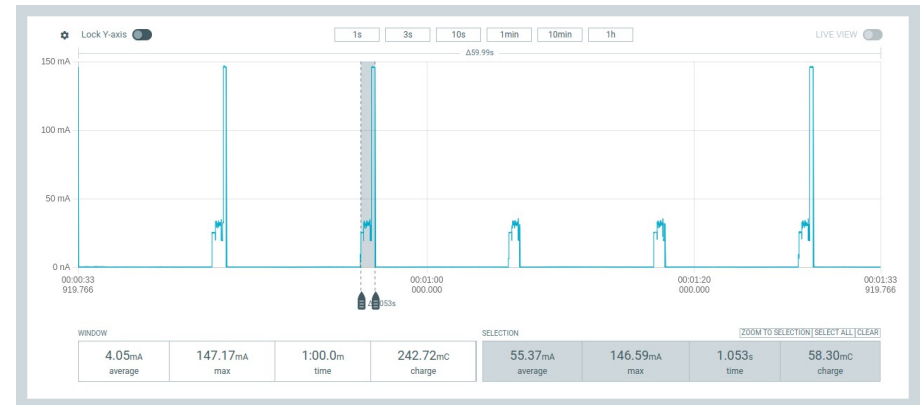 Lock Y-axis
1s 3s 10s 1min 10min 1h
LIVE VIEW
Δ59.99s
150 mA
100 mA
50 mA
0 nA
00:00:33
919.766
00:01:00
000.000
00:01:20
000.000
00:01:33
919.766
053s
WINDOW
4.05mA 147.17mA 1:00.0m 242.72mC
average max time charge
SELECTION
ZOOM TO SELECTION SELECT ALL CLEAR
55.37mA 146.59mA 1.053s 58.30mC
average max time charge